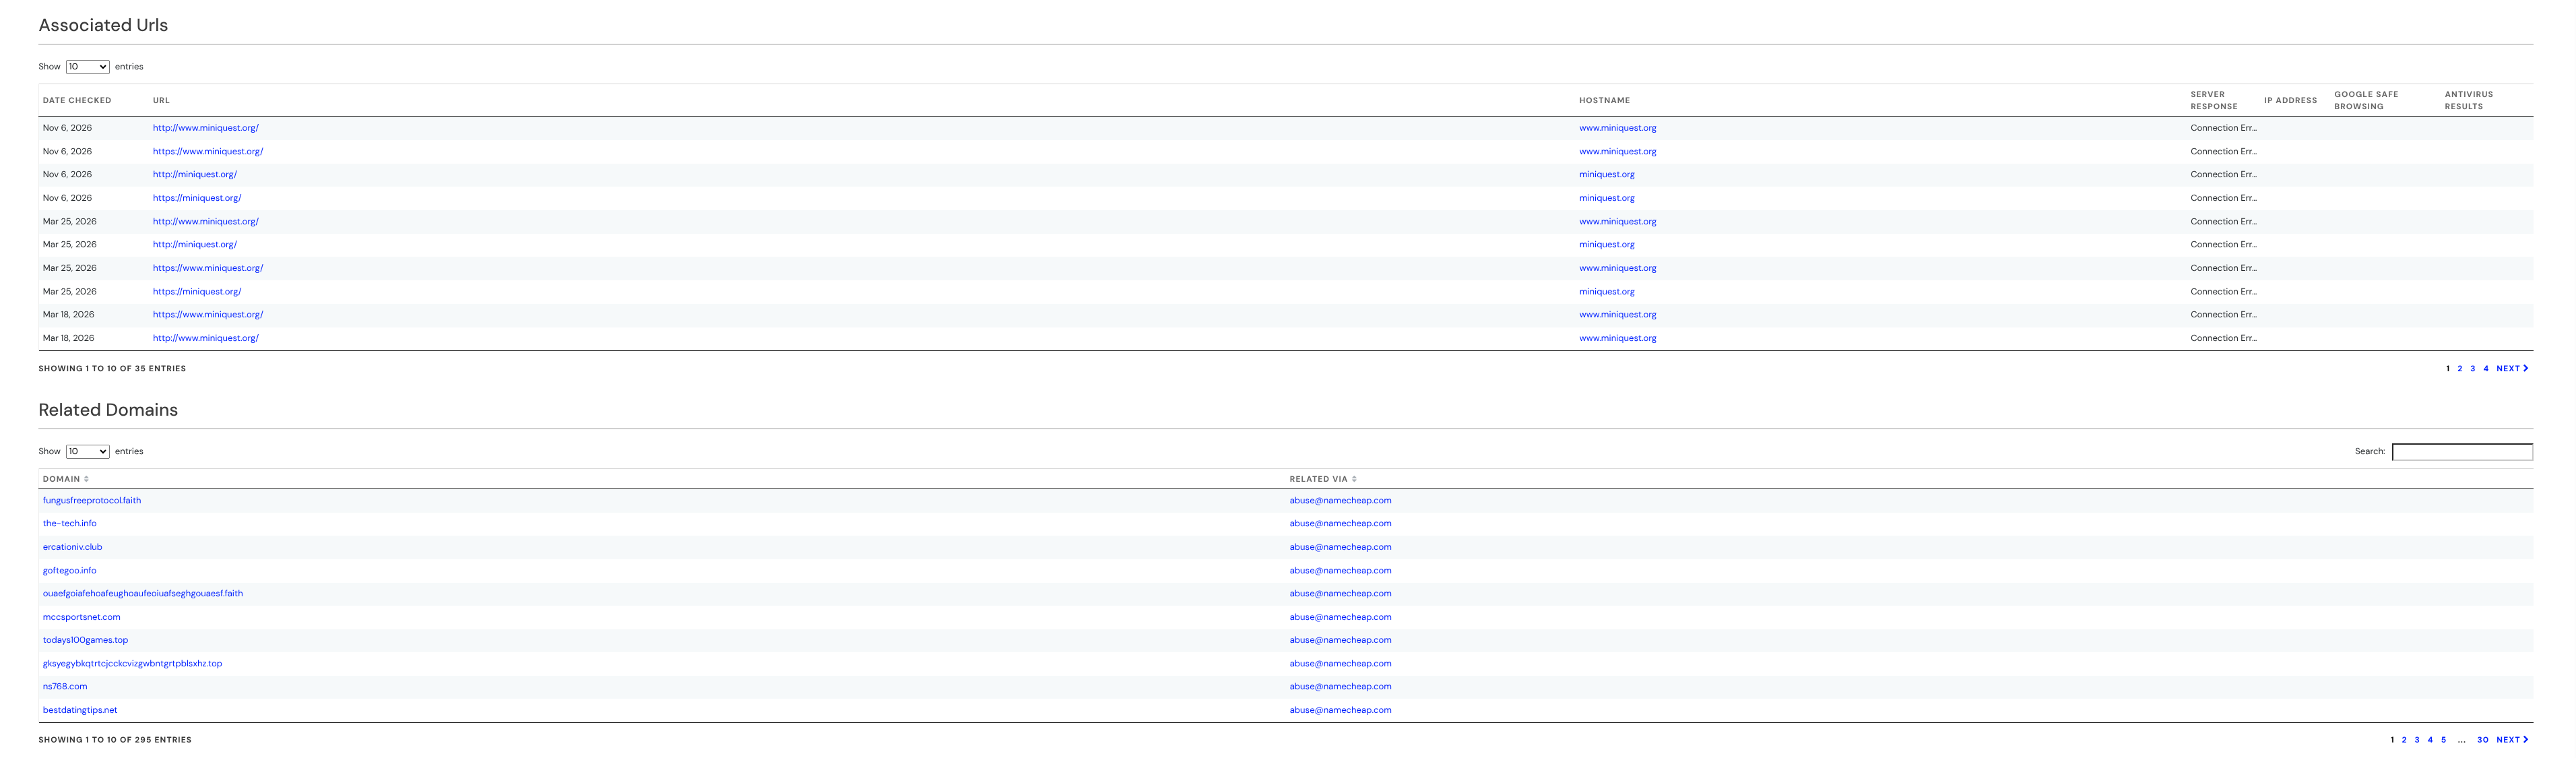 Associated Urls
Show 10 entries
DATE CHECKED URL HOSTNAME SERVER RESPONSE IP ADDRESS GOOGLE SAFE BROWSING ANTIVIRUS RESULTS
Nov 6, 2026 http://www.miniquest.org/ www.miniquest.org Connection Err...
Nov 6, 2026 https://www.miniquest.org/ www.miniquest.org Connection Err...
Nov 6, 2026 http://miniquest.org/ miniquest.org Connection Err...
Nov 6, 2026 https://miniquest.org/ miniquest.org Connection Err...
Mar 25, 2026 http://www.miniquest.org/ www.miniquest.org Connection Err...
Mar 25, 2026 http://miniquest.org/ miniquest.org Connection Err...
Mar 25, 2026 https://www.miniquest.org/ www.miniquest.org Connection Err...
Mar 25, 2026 https://miniquest.org/ miniquest.org Connection Err...
Mar 18, 2026 https://www.miniquest.org/ www.miniquest.org Connection Err...
Mar 18, 2026 http://www.miniquest.org/ www.miniquest.org Connection Err...
SHOWING 1 TO 10 OF 35 ENTRIES 1 2 3 4 NEXT
Related Domains
Show 10 entries Search:
DOMAIN RELATED VIA
fungusfreeprotocol.faith abuse@namecheap.com
the-tech.info abuse@namecheap.com
ercationiv.club abuse@namecheap.com
goftegoo.info abuse@namecheap.com
ouaefgoiafehoafeughoaufeoiuafseghgouaesf.faith abuse@namecheap.com
mccsportsnet.com abuse@namecheap.com
todays100games.top abuse@namecheap.com
gksyegybkqtrtcjcckcvizgwbntgrtpblsxhz.top abuse@namecheap.com
ns768.com abuse@namecheap.com
bestdatingtips.net abuse@namecheap.com
SHOWING 1 TO 10 OF 295 ENTRIES 1 2 3 4 5 ... 30 NEXT